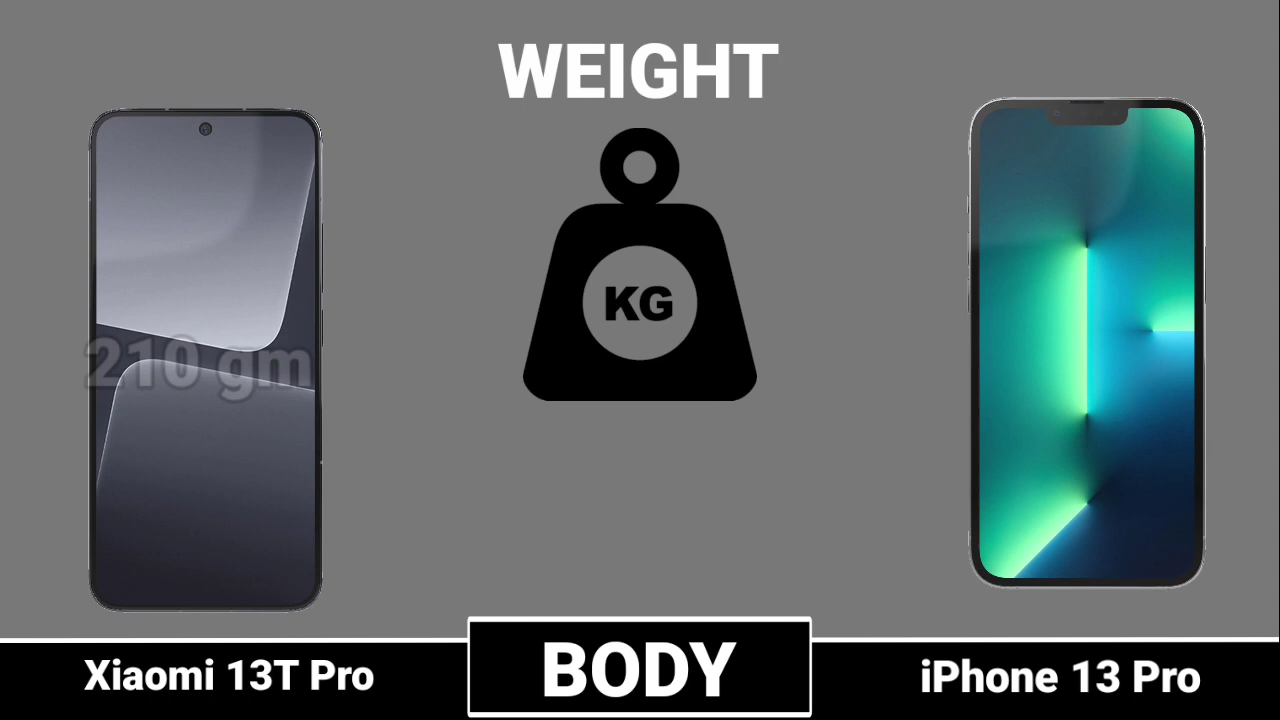 WEIGHT
KG
210 gm
Xiaomi 13T Pro
BODY
iPhone 13 Pro